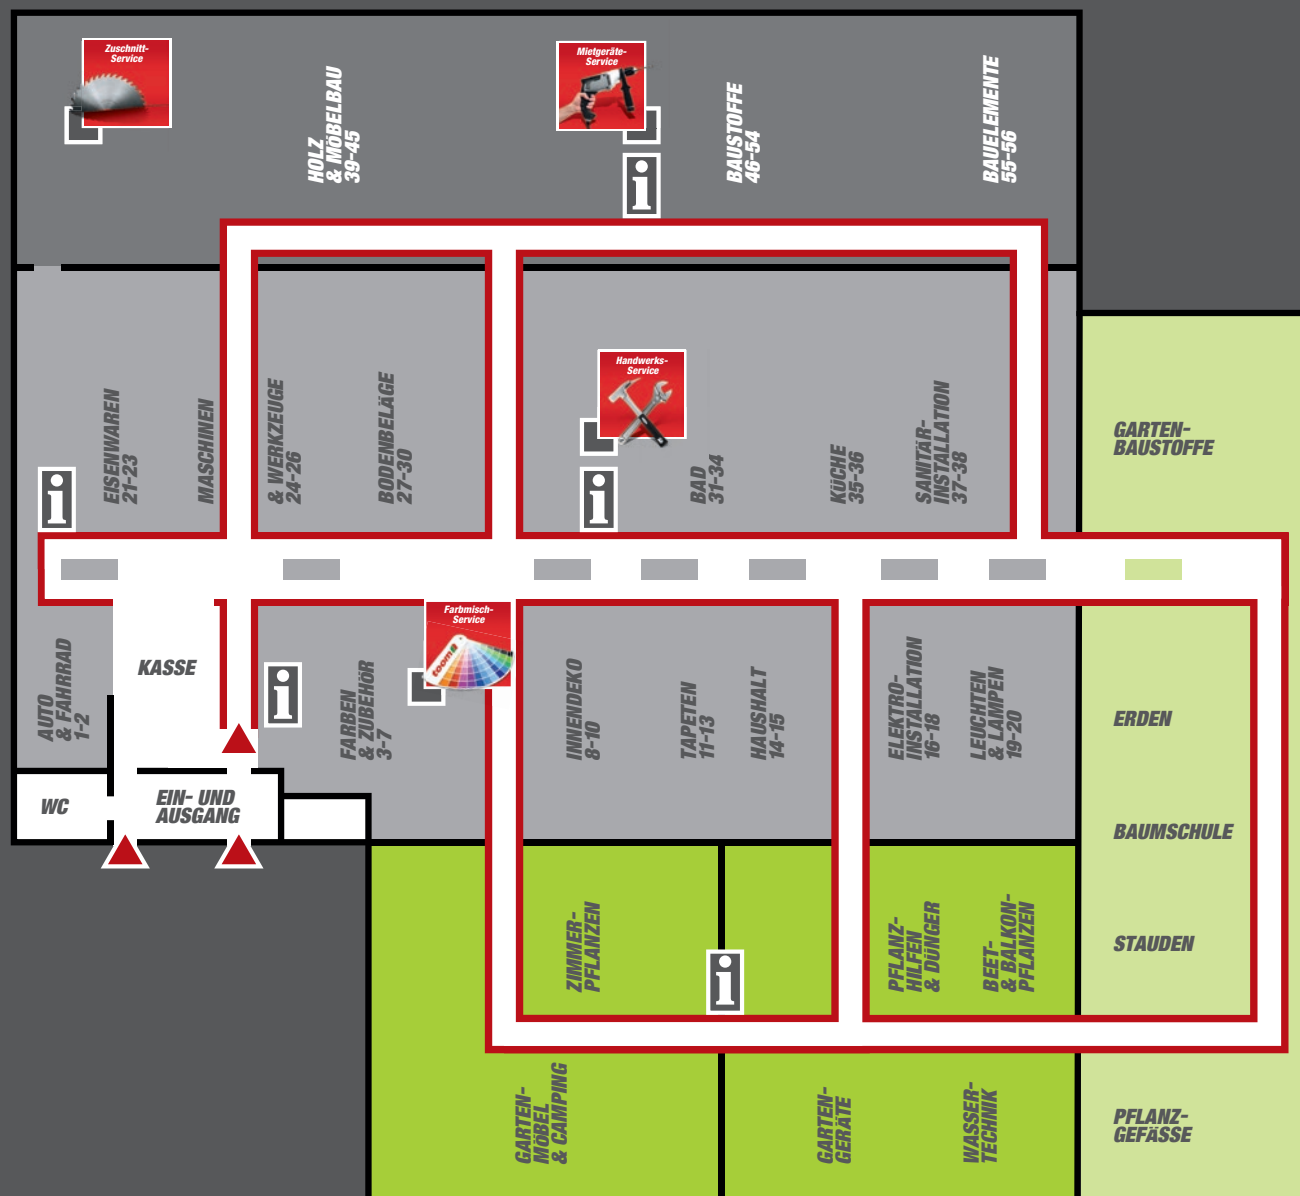 Zuschnitt-
Service
HOLZ
& MÖBELBAU
39-45
Mietgeräte-
Service
BAUSTOFFE
46-54
BAUELEMENTE
55-56
EISENWAREN
21-23
MASCHINEN
& WERKZEUGE
24-26
BODENBELÄGE
27-30
Handwerks-
Service
BAD
31-34
KÜCHE
35-36
SANITÄR-
INSTALLATION
37-38
GARTEN-
BAUSTOFFE
i
i
i
AUTO
& FAHRRAD
1-2
KASSE
i
FARBEN
& ZUBEHÖR
3-7
Farbmisch-
Service
toom
INNENDEKO
8-10
TAPETEN
11-13
HAUSHALT
14-15
ELEKTRO-
INSTALLATION
16-18
LEUCHTEN
& LAMPEN
19-20
ERDEN
WC
EIN- UND
AUSGANG
BAUMSCHULE
ZIMMER-
PFLANZEN
i
PFLANZ-
HILFEN
& DÜNGER
BEET-
& BALKON-
PFLANZEN
STAUDEN
GARTEN-
MÖBEL
& CAMPING
GARTEN-
GERÄTE
WASSER-
TECHNIK
PFLANZ-
GEFÄSSE